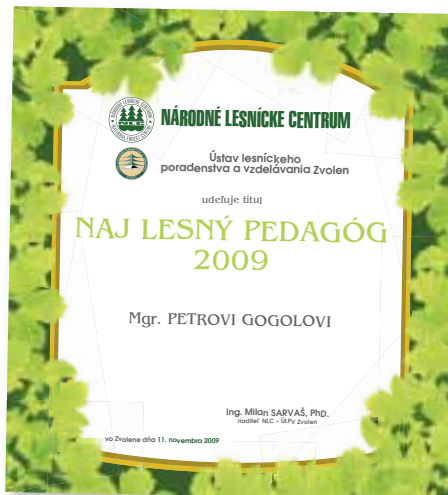 NÁRODNÉ LESNÍCKE CENTRUM
Ústav lesníckeho
poradenstva a vzdelávania Zvolen
udeľuje titul
NAJ LESNÝ PEDAGÓG
2009
Mgr. PETROVI GOGOLOVI
Ing. Milan SARVAŠ, PhD.
riaditeľ NLC – ÚLPV Zvolen
vo Zvolene dňa 11. novembra 2009